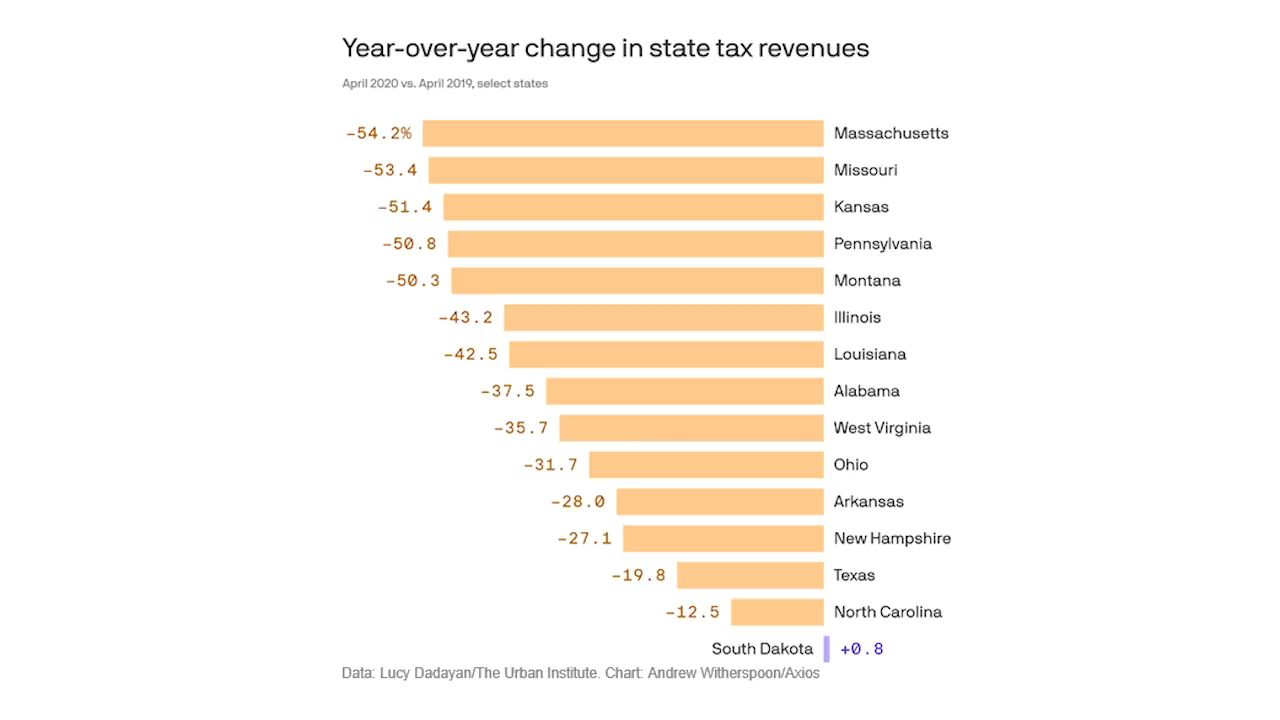 Year-over-year change in state tax revenues
April 2020 vs. April 2019, select states
-54.2% Massachusetts
-53.4 Missouri
-51.4 Kansas
-50.8 Pennsylvania
-50.3 Montana
-43.2 Illinois
-42.5 Louisiana
-37.5 Alabama
-35.7 West Virginia
-31.7 Ohio
-28.0 Arkansas
-27.1 New Hampshire
-19.8 Texas
-12.5 North Carolina
South Dakota +0.8
Data: Lucy Dadayan/The Urban Institute. Chart: Andrew Witherspoon/Axios